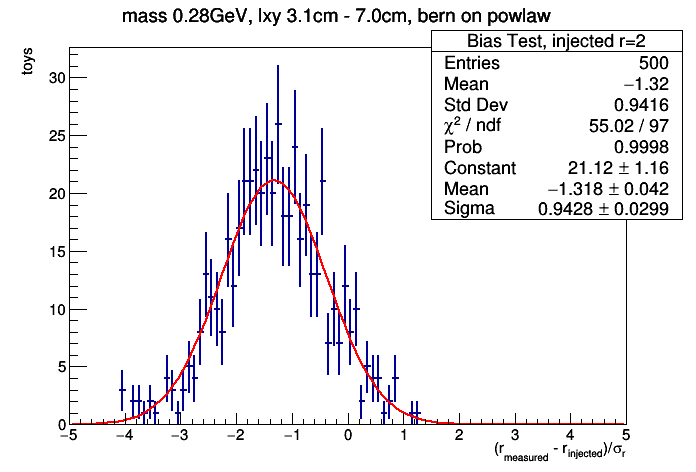 mass 0.28GeV, lxy 3.1cm - 7.0cm, bern on powlaw
toys
Bias Test, injected r=2
Entries 500
Mean −1.32
Std Dev 0.9416
χ² / ndf 55.02 / 97
Prob 0.9998
Constant 21.12 ± 1.16
Mean −1.318 ± 0.042
Sigma 0.9428 ± 0.0299
30
25
20
15
10
5
0
−5 −4 −3 −2 −1 0 1 2 3 4 5
(r_measured - r_injected)/σ_r